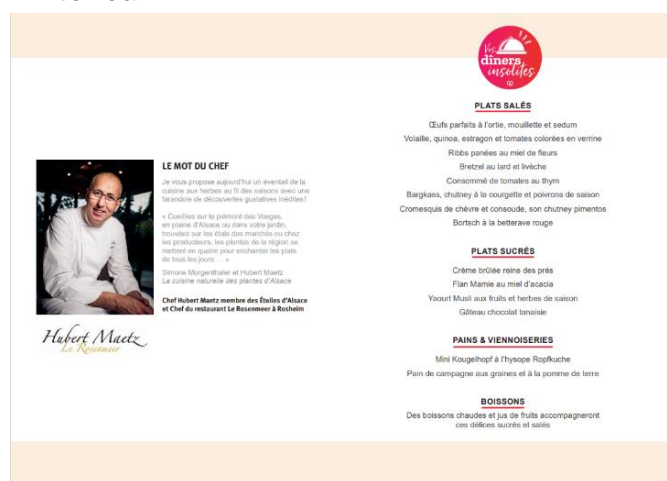 LE MOT DU CHEF
Je vous propose aujourd'hui un éventail de la
cuisine aux herbes au fil des saisons avec une
farandole de découvertes gustatives inédites !
« Cueillies sur le piémont des Vosges,
en plaine d'Alsace ou dans votre jardin,
trouvées sur les étals des marchés ou chez
les producteurs, les plantes de la région se
mettent en quatre pour enchanter les plats
de tous les jours ... »
Simone Morgenthaler et Hubert Maetz
La cuisine naturelle des plantes d'Alsace
Chef Hubert Maetz membre des Étoiles d'Alsace
et Chef du restaurant Le Rosenmeer à Rosheim
Hubert Maetz
Le Rosenmeer
Vos
dîners
insolites
PLATS SALÉS
Œufs parfaits à l'ortie, mouillette et sedum
Volaille, quinoa, estragon et tomates colorées en verrine
Ribbs panées au miel de fleurs
Bretzel au lard et livèche
Consommé de tomates au thym
Bargkass, chutney à la courgette et poivrons de saison
Cromesquis de chèvre et consoude, son chutney pimentos
Bortsch à la betterave rouge
PLATS SUCRÉS
Crème brûlée reine des prés
Flan Mamie au miel d'acacia
Yaourt Musli aux fruits et herbes de saison
Gâteau chocolat tanaisie
PAINS & VIENNOISERIES
Mini Kougelhopf à l'hysope Ropfkuche
Pain de campagne aux graines et à la pomme de terre
BOISSONS
Des boissons chaudes et jus de fruits accompagneront
ces délices sucrés et salés